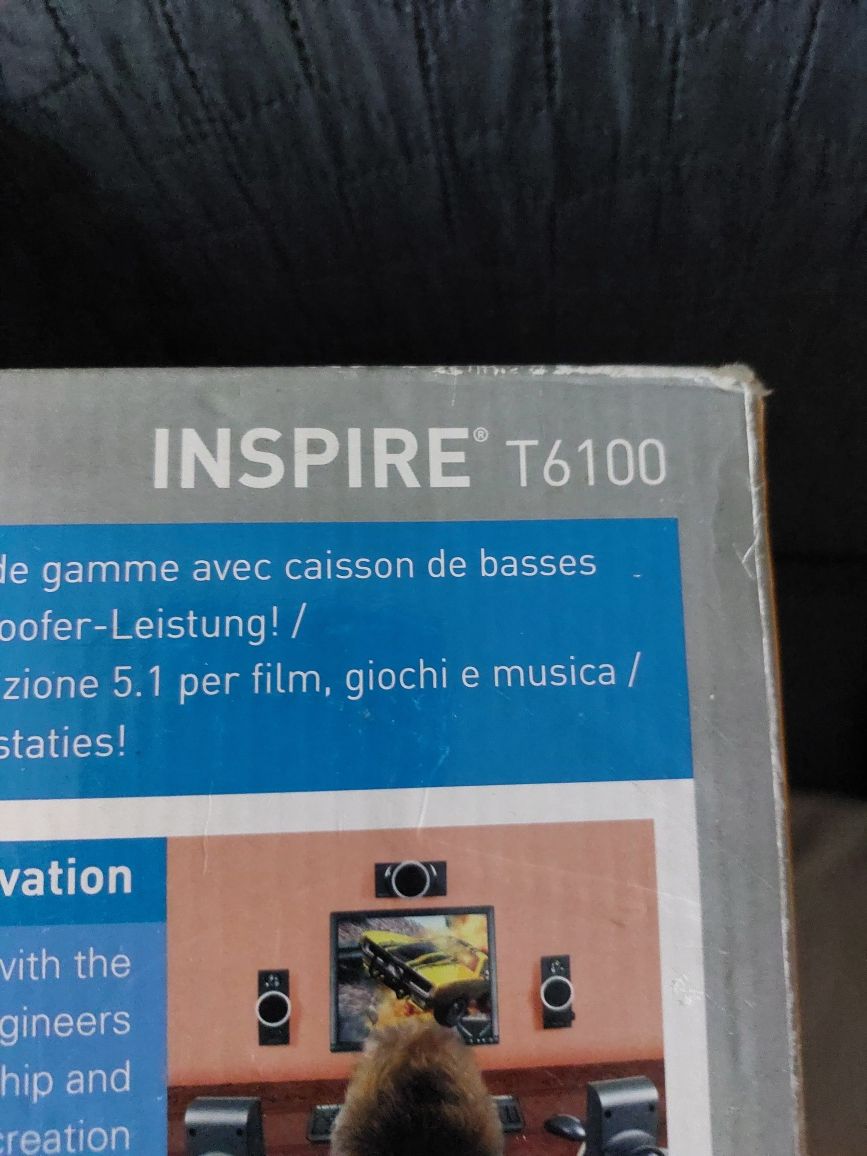 INSPIRE® T6100
de gamme avec caisson de basses
oofer-Leistung! /
zione 5.1 per film, giochi e musica /
staties!
vation
with the
gineers
hip and
creation